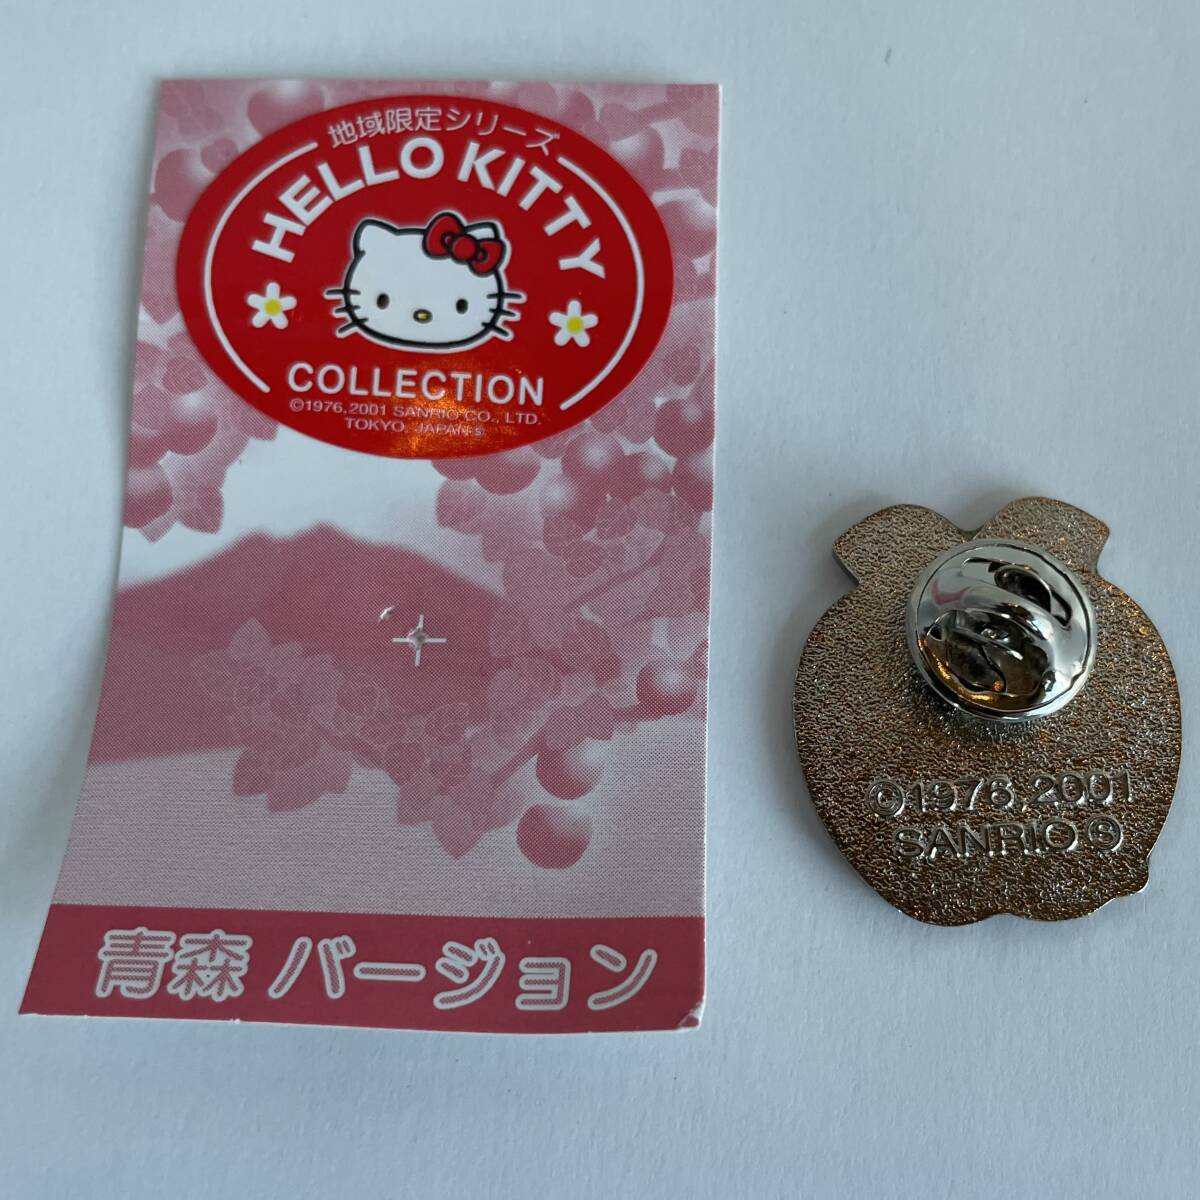 地域限定シリーズ
HELLO KITTY
COLLECTION
©1976,2001 SANRIO CO., LTD.
TOKYO, JAPAN Ⓢ
青森 バージョン
©1976,2001
SANRIO Ⓢ